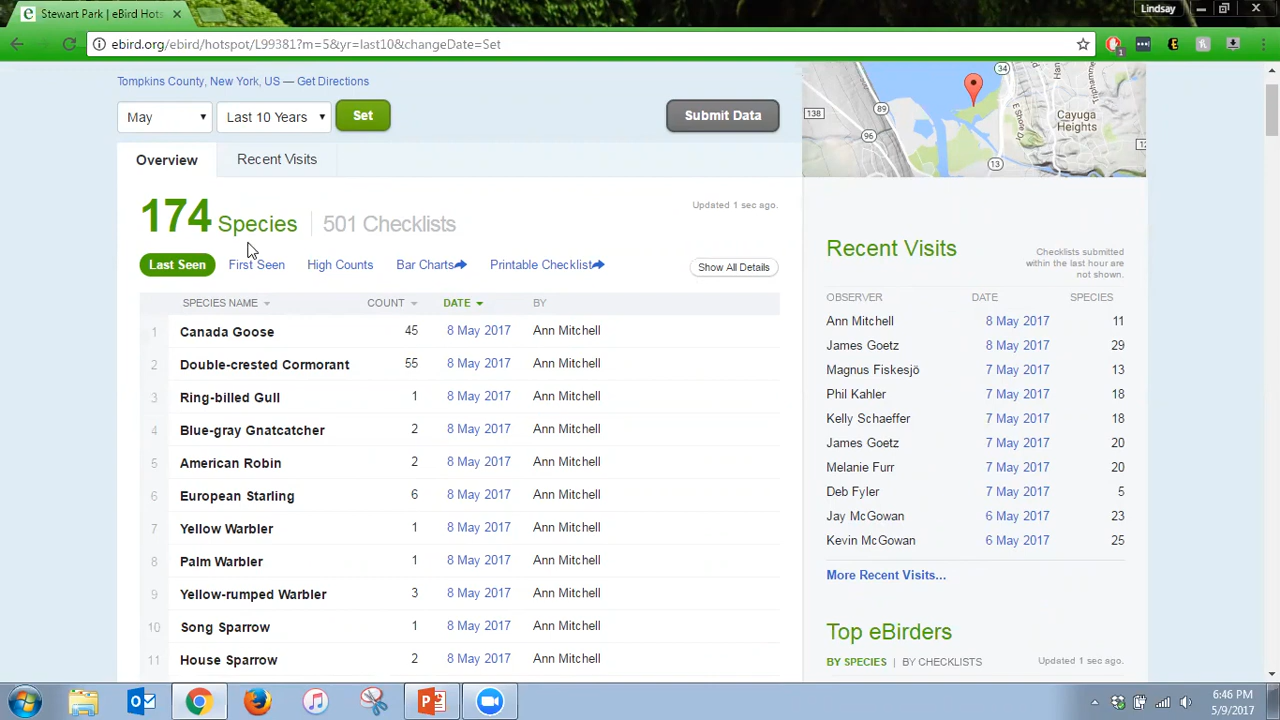 Stewart Park | eBird Hots
Lindsay
ebird.org/ebird/hotspot/L99381?m=5&yr=last10&changeDate=Set
1
Tompkins County, New York, US — Get Directions
May
Last 10 Years
Set
Submit Data
34
138
89
96
13
Cayuga
Heights
Overview
Recent Visits
174 Species
501 Checklists
Updated 1 sec ago.
Last Seen
First Seen
High Counts
Bar Charts
Printable Checklist
Show All Details
SPECIES NAME COUNT DATE BY
1 Canada Goose 45 8 May 2017 Ann Mitchell
2 Double-crested Cormorant 55 8 May 2017 Ann Mitchell
3 Ring-billed Gull 1 8 May 2017 Ann Mitchell
4 Blue-gray Gnatcatcher 2 8 May 2017 Ann Mitchell
5 American Robin 2 8 May 2017 Ann Mitchell
6 European Starling 6 8 May 2017 Ann Mitchell
7 Yellow Warbler 1 8 May 2017 Ann Mitchell
8 Palm Warbler 1 8 May 2017 Ann Mitchell
9 Yellow-rumped Warbler 3 8 May 2017 Ann Mitchell
10 Song Sparrow 1 8 May 2017 Ann Mitchell
11 House Sparrow 2 8 May 2017 Ann Mitchell
Recent Visits
Checklists submitted
within the last hour are
not shown.
OBSERVER DATE SPECIES
Ann Mitchell 8 May 2017 11
James Goetz 8 May 2017 29
Magnus Fiskesjö 7 May 2017 13
Phil Kahler 7 May 2017 18
Kelly Schaeffer 7 May 2017 18
James Goetz 7 May 2017 20
Melanie Furr 7 May 2017 20
Deb Fyler 7 May 2017 5
Jay McGowan 6 May 2017 23
Kevin McGowan 6 May 2017 25
More Recent Visits...
Top eBirders
BY SPECIES | BY CHECKLISTS
Updated 1 sec ago.
6:46 PM
5/9/2017